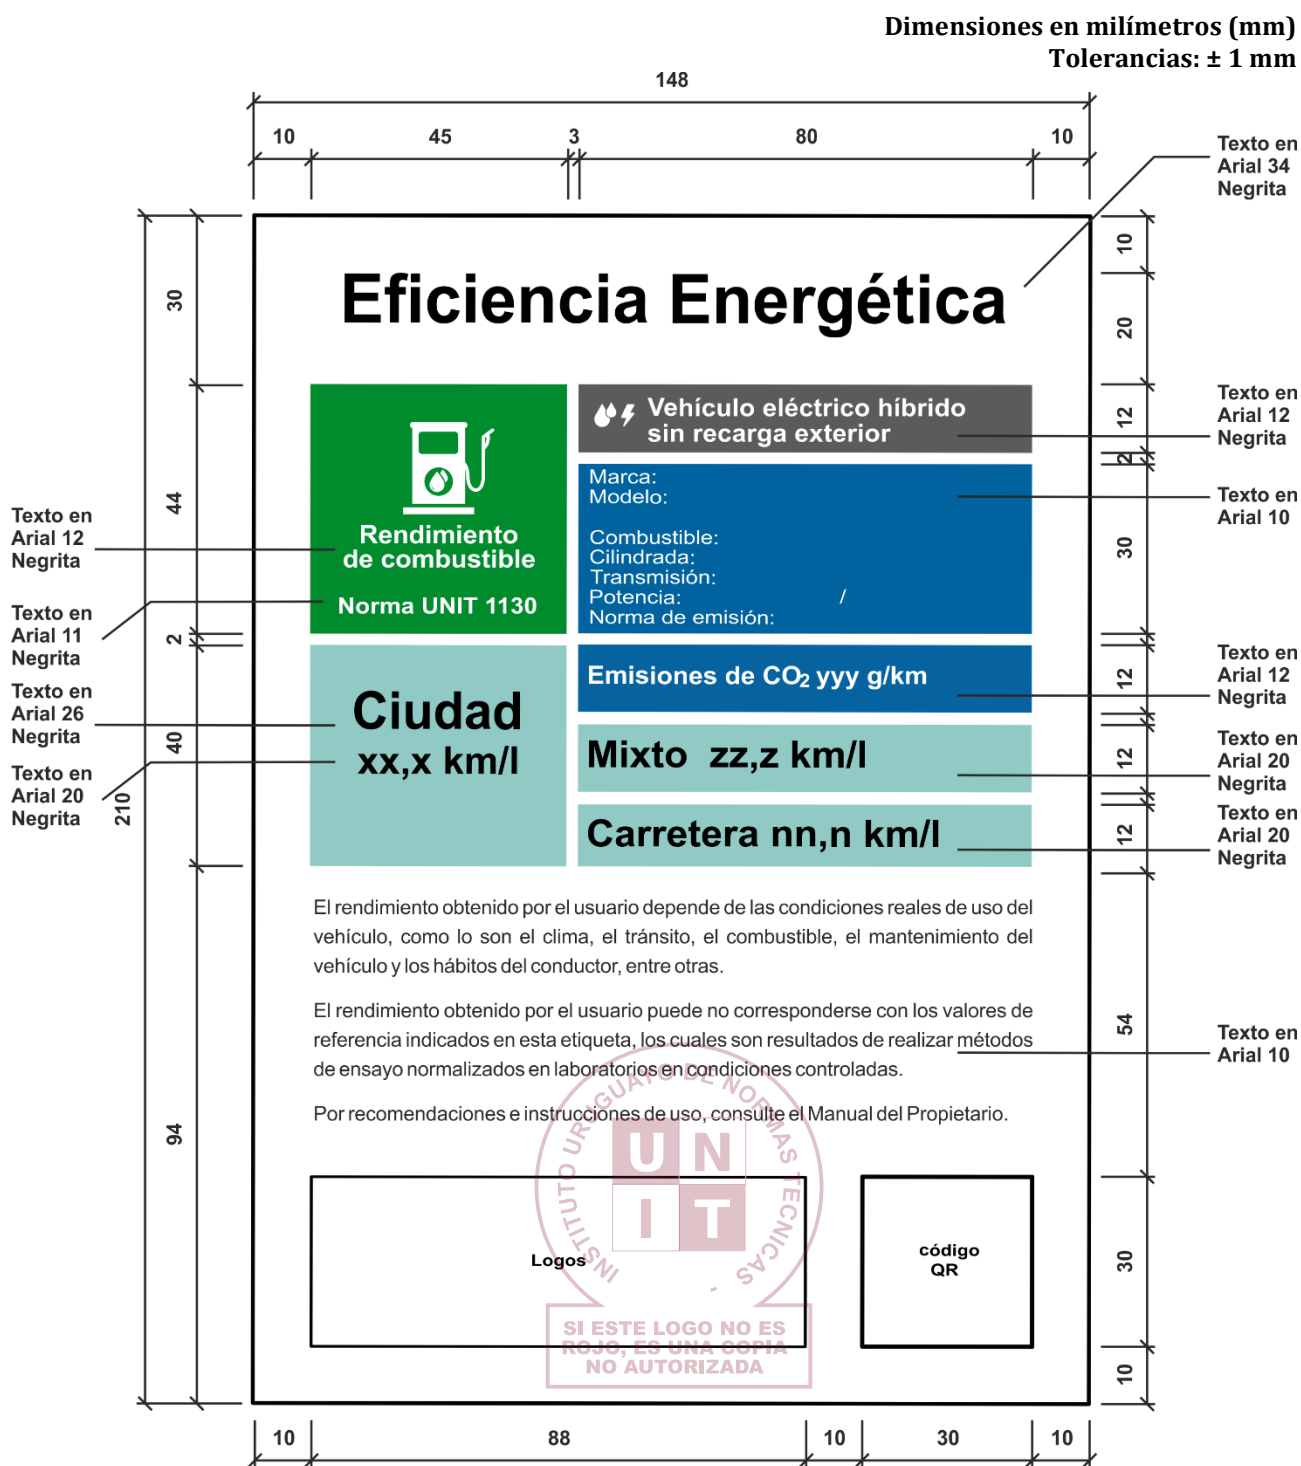 Dimensiones en milímetros (mm)
Tolerancias: ± 1 mm
148
10 45 3 80 10
Texto en
Arial 34
Negrita
Eficiencia Energética
30
10
20
Rendimiento
de combustible
Norma UNIT 1130
Vehículo eléctrico híbrido
sin recarga exterior
Texto en
Arial 12
Negrita
12
2
Marca:
Modelo:
Combustible:
Cilindrada:
Transmisión:
Potencia: /
Norma de emisión:
Texto en
Arial 10
30
44
Texto en
Arial 12
Negrita
Texto en
Arial 11
Negrita
2
Texto en
Arial 26
Negrita
40
Texto en
Arial 20
Negrita
210
Ciudad
xx,x km/l
Emisiones de CO2 yyy g/km
12
Texto en
Arial 12
Negrita
Mixto zz,z km/l
12
Texto en
Arial 20
Negrita
Carretera nn,n km/l
12
Texto en
Arial 20
Negrita
El rendimiento obtenido por el usuario depende de las condiciones reales de uso del
vehículo, como lo son el clima, el tránsito, el combustible, el mantenimiento del
vehículo y los hábitos del conductor, entre otras.
El rendimiento obtenido por el usuario puede no corresponderse con los valores de
referencia indicados en esta etiqueta, los cuales son resultados de realizar métodos
de ensayo normalizados en laboratorios en condiciones controladas.
Por recomendaciones e instrucciones de uso, consulte el Manual del Propietario.
54
Texto en
Arial 10
94
INSTITUTO URUGUAYO DE NORMAS TECNICAS -
UNIT
Logos
código
QR
30
SI ESTE LOGO NO ES
ROJO, ES UNA COPIA
NO AUTORIZADA
10
10 88 10 30 10